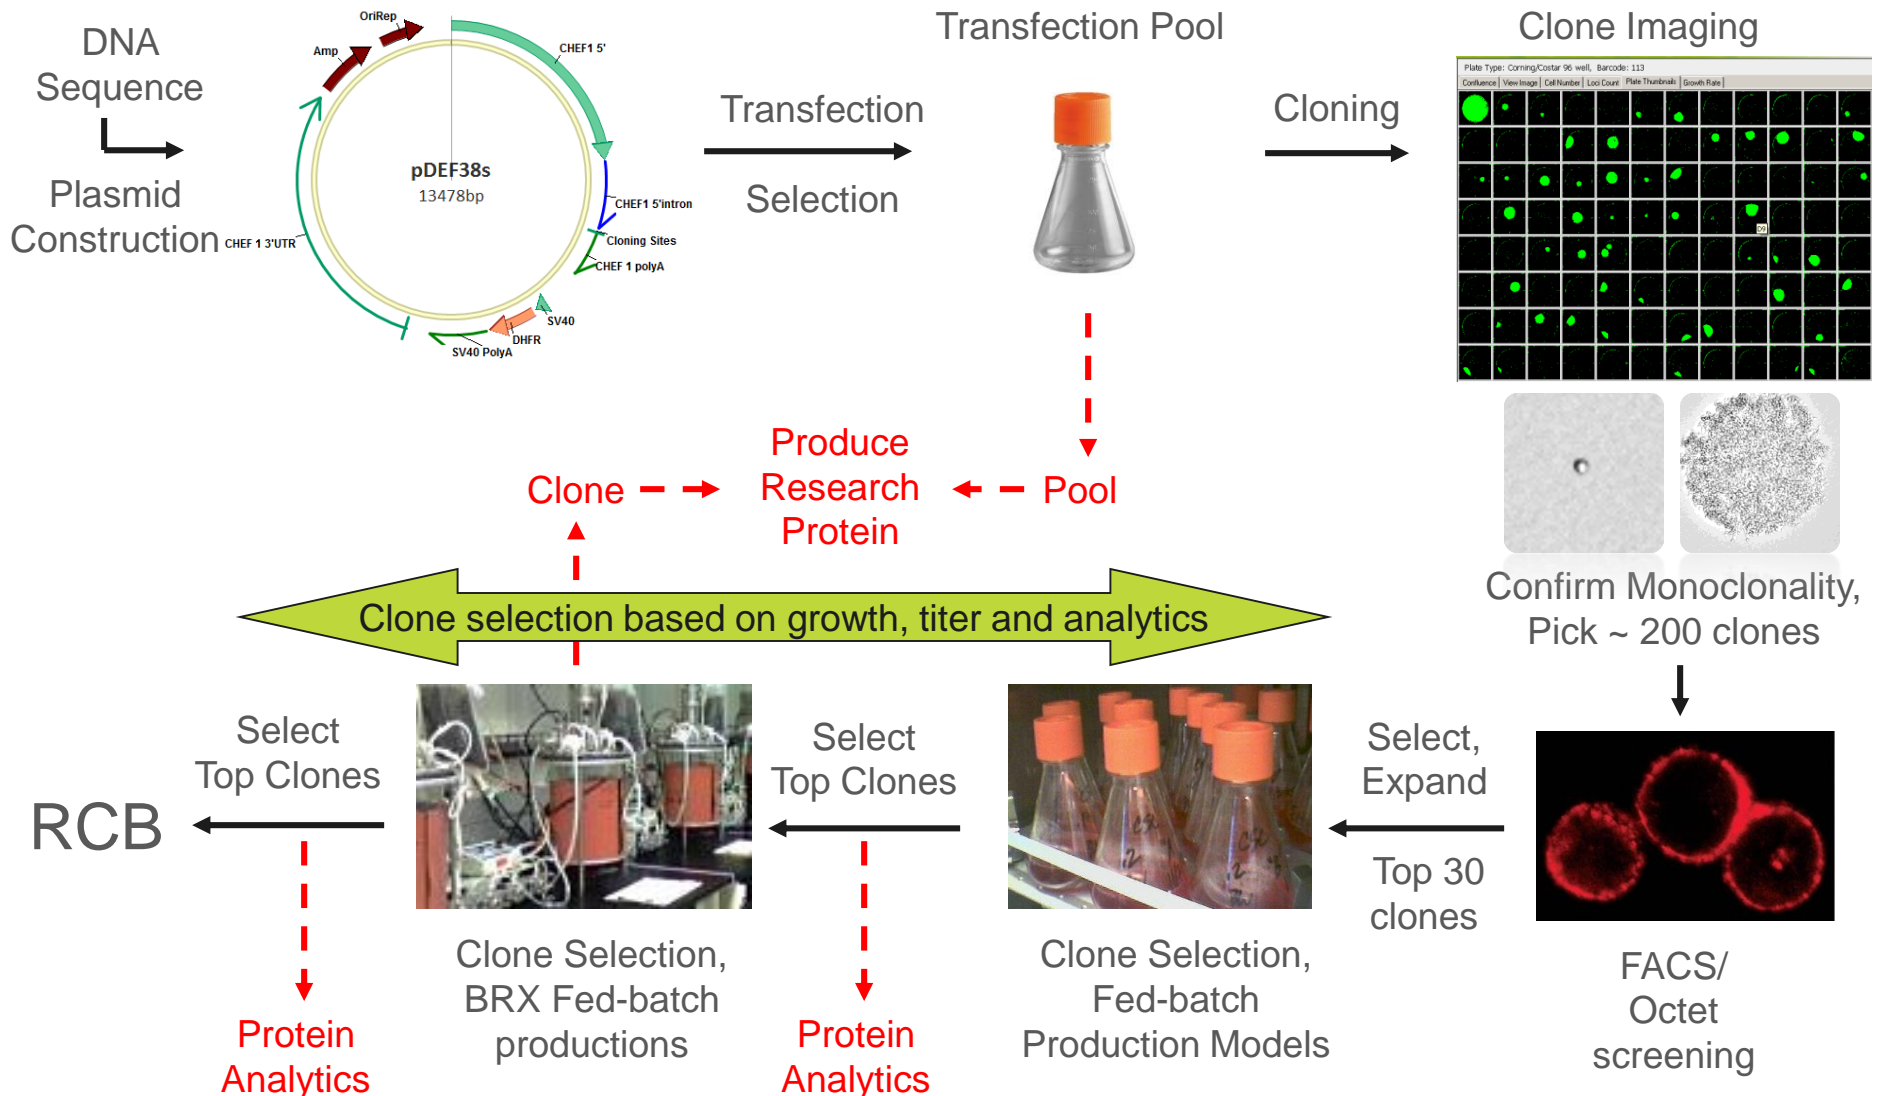 DNA
Sequence
Plasmid
Construction
OriRep
Amp
CHEF1 5'
pDEF38s
13478bp
CHEF1 5'intron
Cloning Sites
CHEF 1 polyA
SV40
DHFR
SV40 PolyA
CHEF 1 3'UTR
Transfection
Selection
Transfection Pool
Cloning
Clone Imaging
Plate Type: Corning/Costar 96 well, Barcode: 113
Confluence View Image Cell Number Loci Count Plate Thumbnails Growth Rate
D9
Confirm Monoclonality,
Pick ~ 200 clones
Produce
Research
Protein
Clone
Pool
Clone selection based on growth, titer and analytics
FACS/
Octet
screening
Select,
Expand
Top 30
clones
Clone Selection,
Fed-batch
Production Models
Select
Top Clones
Protein
Analytics
Clone Selection,
BRX Fed-batch
productions
Select
Top Clones
Protein
Analytics
RCB